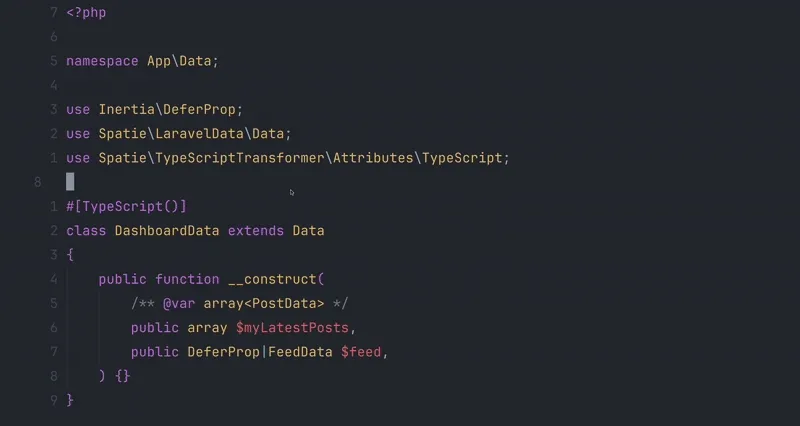 7 <?php
6
5 namespace App\Data;
4
3 use Inertia\DeferProp;
2 use Spatie\LaravelData\Data;
1 use Spatie\TypeScriptTransformer\Attributes\TypeScript;
8
1 #[TypeScript()]
2 class DashboardData extends Data
3 {
4     public function __construct(
5         /** @var array<PostData> */
6         public array $myLatestPosts,
7         public DeferProp|FeedData $feed,
8     ) {}
9 }